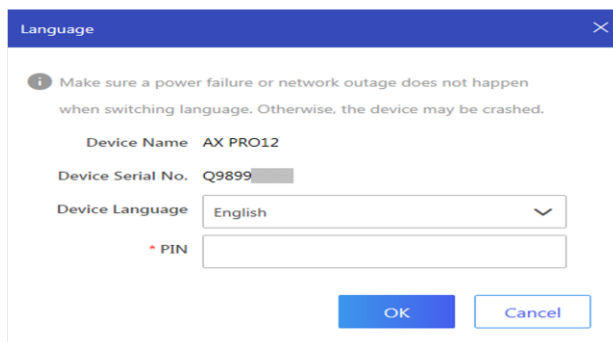 Language
Make sure a power failure or network outage does not happen
when switching language. Otherwise, the device may be crashed.
Device Name AX PRO12
Device Serial No. Q9899
Device Language English
* PIN
OK Cancel